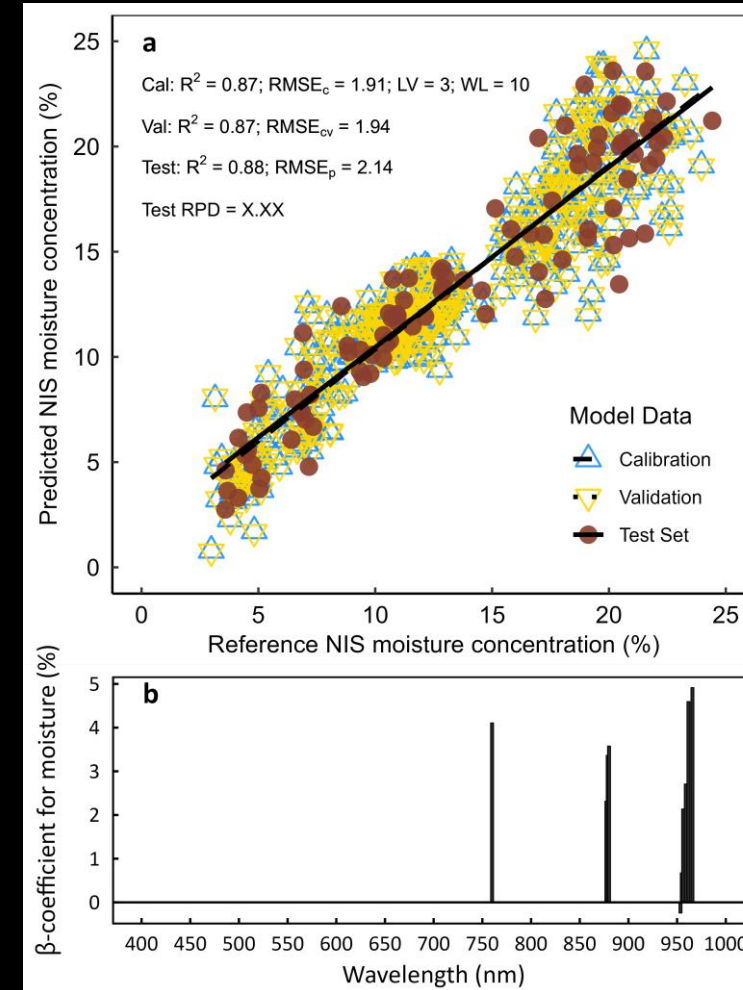 a
Cal: R² = 0.87; RMSEc = 1.91; LV = 3; WL = 10
Val: R² = 0.87; RMSEcv = 1.94
Test: R² = 0.88; RMSEp = 2.14
Test RPD = X.XX
Predicted NIS moisture concentration (%)
25
20
15
10
5
0
Model Data
Calibration
Validation
Test Set
0 5 10 15 20 25
Reference NIS moisture concentration (%)
b
β-coefficient for moisture (%)
5
4
3
2
1
0
400 450 500 550 600 650 700 750 800 850 900 950 1000
Wavelength (nm)